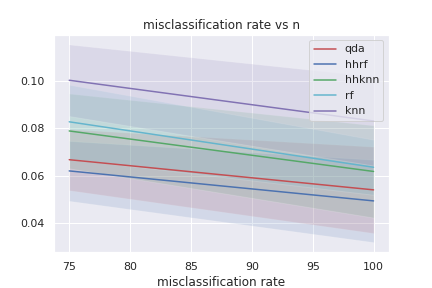 misclassification rate vs n
qda
hhrf
hhknn
rf
knn
0.10
0.08
0.06
0.04
75 80 85 90 95 100
misclassification rate